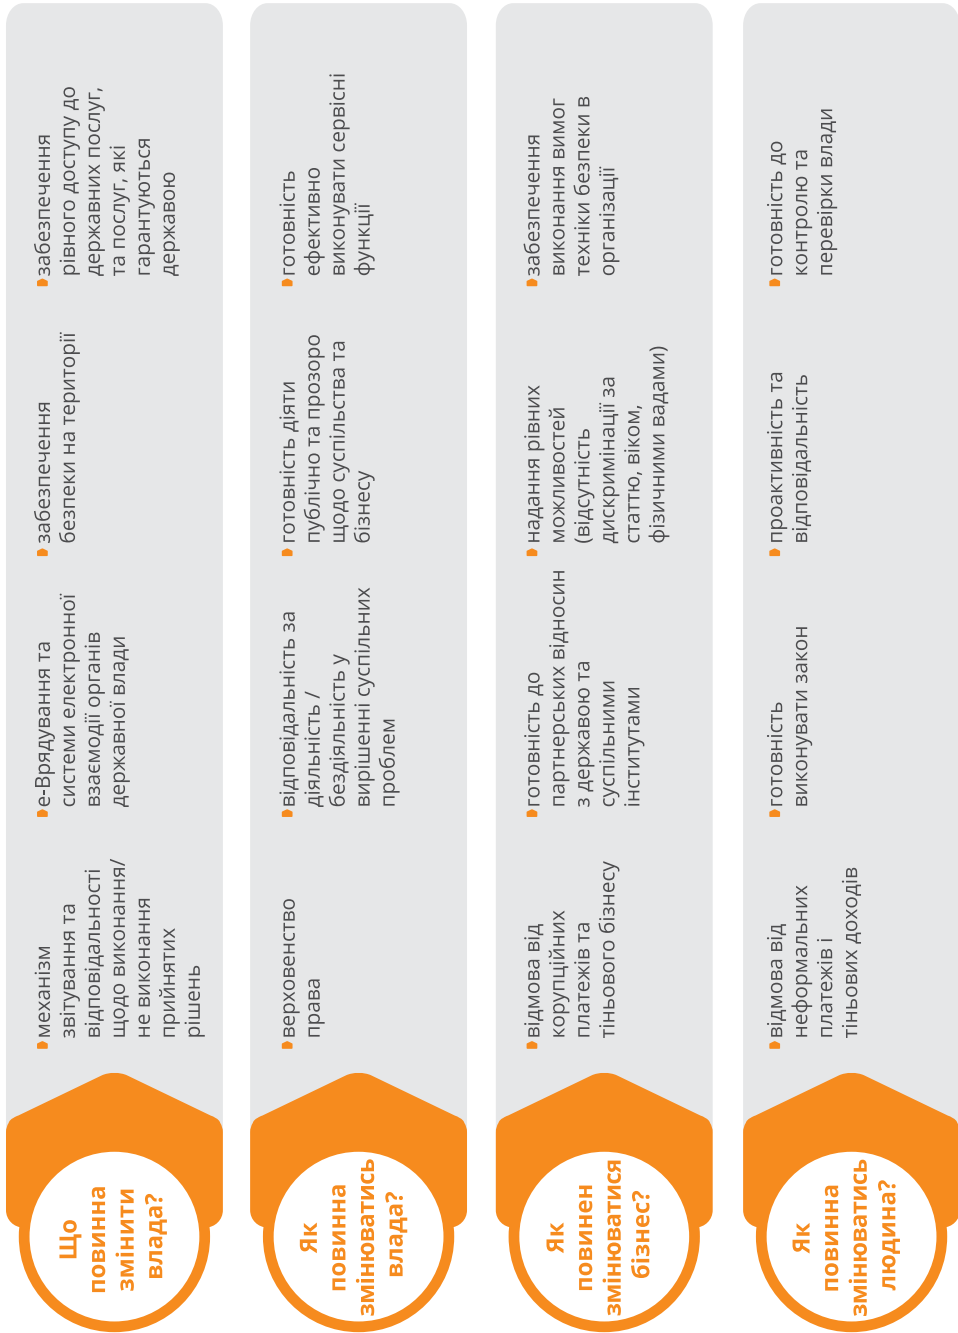 Що
повинна
змінити
влада?
механізм
звітування та
відповідальності
щодо виконання/
не виконання
прийнятих
рішень
е-Врядування та
системи електронної
взаємодії органів
державної влади
забезпечення
безпеки на території
забезпечення
рівного доступу до
державних послуг,
та послуг, які
гарантуються
державою
Як
повинна
змінюватись
влада?
верховенство
права
відповідальність за
діяльність /
бездіяльність у
вирішенні суспільних
проблем
готовність діяти
публічно та прозоро
щодо суспільства та
бізнесу
готовність
ефективно
виконувати сервісні
функції
Як
повинен
змінюватися
бізнес?
відмова від
корупційних
платежів та
тіньового бізнесу
готовність до
партнерських відносин
з державою та
суспільними
інститутами
надання рівних
можливостей
(відсутність
дискримінації за
статтю, віком,
фізичними вадами)
забезпечення
виконання вимог
техніки безпеки в
організації
Як
повинна
змінюватись
людина?
відмова від
неформальних
платежів і
тіньових доходів
готовність
виконувати закон
проактивність та
відповідальність
готовність до
контролю та
перевірки влади